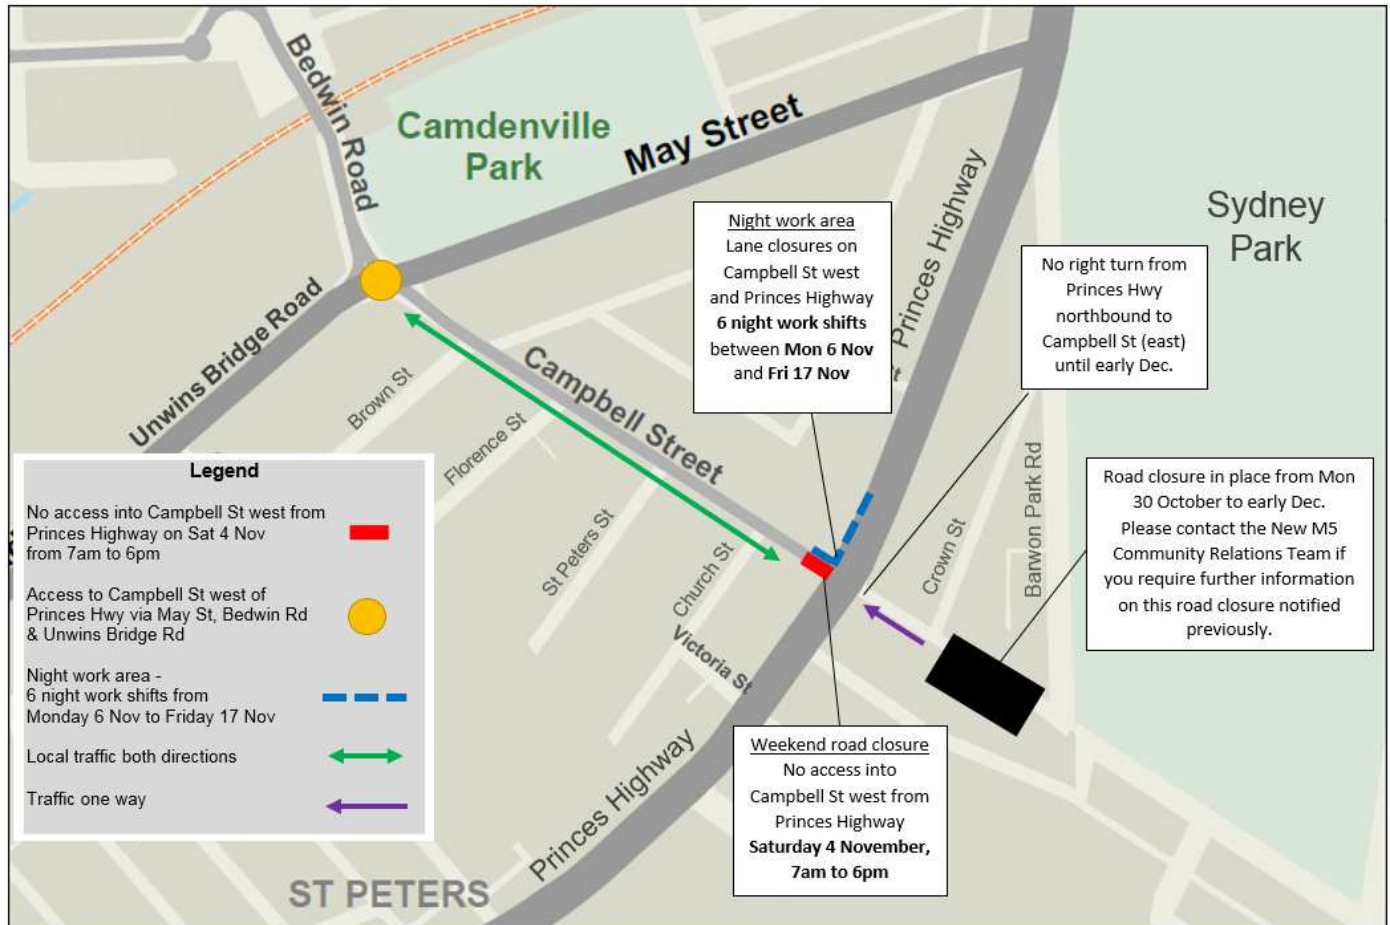 Bedwin Road
Camdenville
Park
May Street
Sydney
Park
Princes Highway
Night work area
Lane closures on
Campbell St west
and Princes Highway
6 night work shifts
between Mon 6 Nov
and Fri 17 Nov
No right turn from
Princes Hwy
northbound to
Campbell St (east)
until early Dec.
Unwins Bridge Road
Campbell Street
Brown St
Florence St
St Peters St
Church St
Victoria St
Crown St
Barwon Park Rd
Road closure in place from Mon
30 October to early Dec.
Please contact the New M5
Community Relations Team if
you require further information
on this road closure notified
previously.
Legend
No access into Campbell St west from
Princes Highway on Sat 4 Nov
from 7am to 6pm
Access to Campbell St west of
Princes Hwy via May St, Bedwin Rd
& Unwins Bridge Rd
Night work area -
6 night work shifts from
Monday 6 Nov to Friday 17 Nov
Local traffic both directions
Traffic one way
Weekend road closure
No access into
Campbell St west from
Princes Highway
Saturday 4 November,
7am to 6pm
Princes Highway
ST PETERS